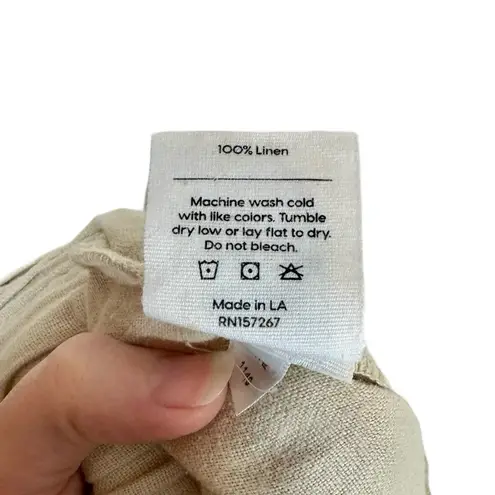 100% Linen
Machine wash cold
with like colors. Tumble
dry low or lay flat to dry.
Do not bleach.
Made in LA
RN157267